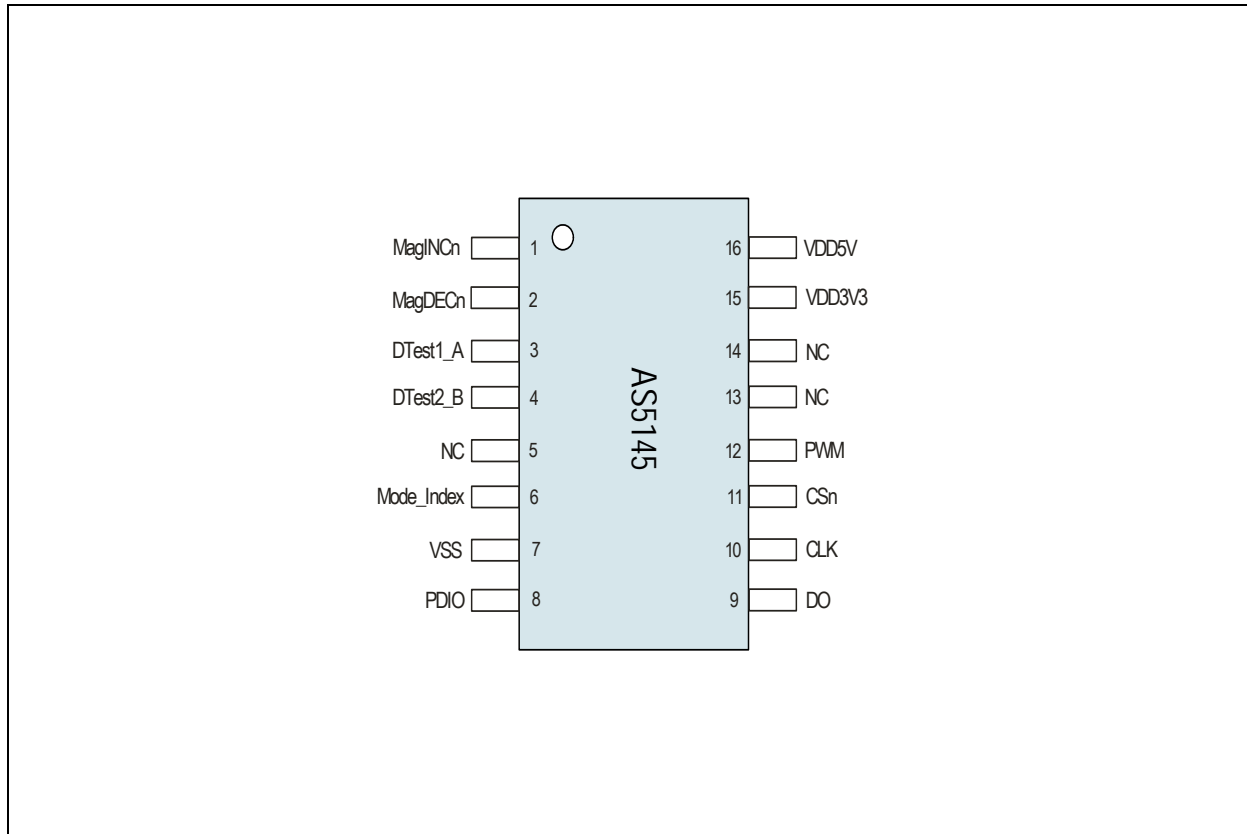 MagINCn 1 16 VDD5V
MagDECn 2 15 VDD3V3
DTest1_A 3 14 NC
DTest2_B 4 13 NC
NC 5 12 PWM
Mode_Index 6 11 CSn
VSS 7 10 CLK
PDIO 8 9 DO
AS5145